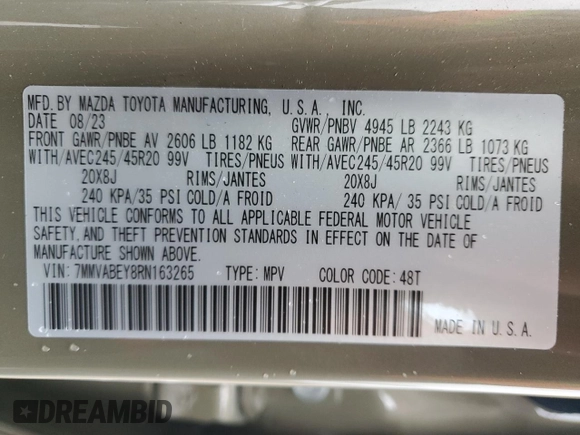 MFD. BY MAZDA TOYOTA MANUFACTURING, U.S.A. INC.
DATE 08/23 GVWR/PNBV 4945 LB 2243 KG
FRONT GAWR/PNBE AV 2606 LB 1182 KG REAR GAWR/PNBE AR 2366 LB 1073 KG
WITH/AVEC245/45R20 99V TIRES/PNEUS WITH/AVEC245/45R20 99V TIRES/PNEUS
20X8J RIMS/JANTES 20X8J RIMS/JANTES
240 KPA/35 PSI COLD/A FROID 240 KPA/35 PSI COLD/A FROID
THIS VEHICLE CONFORMS TO ALL APPLICABLE FEDERAL MOTOR VEHICLE
SAFETY, AND THEFT PREVENTION STANDARDS IN EFFECT ON THE DATE OF
MANUFACTURE SHOWN ABOVE.
VIN: 7MMVABEY8RN163265 TYPE: MPV COLOR CODE: 48T
MADE IN U.S.A.
DREAMBID